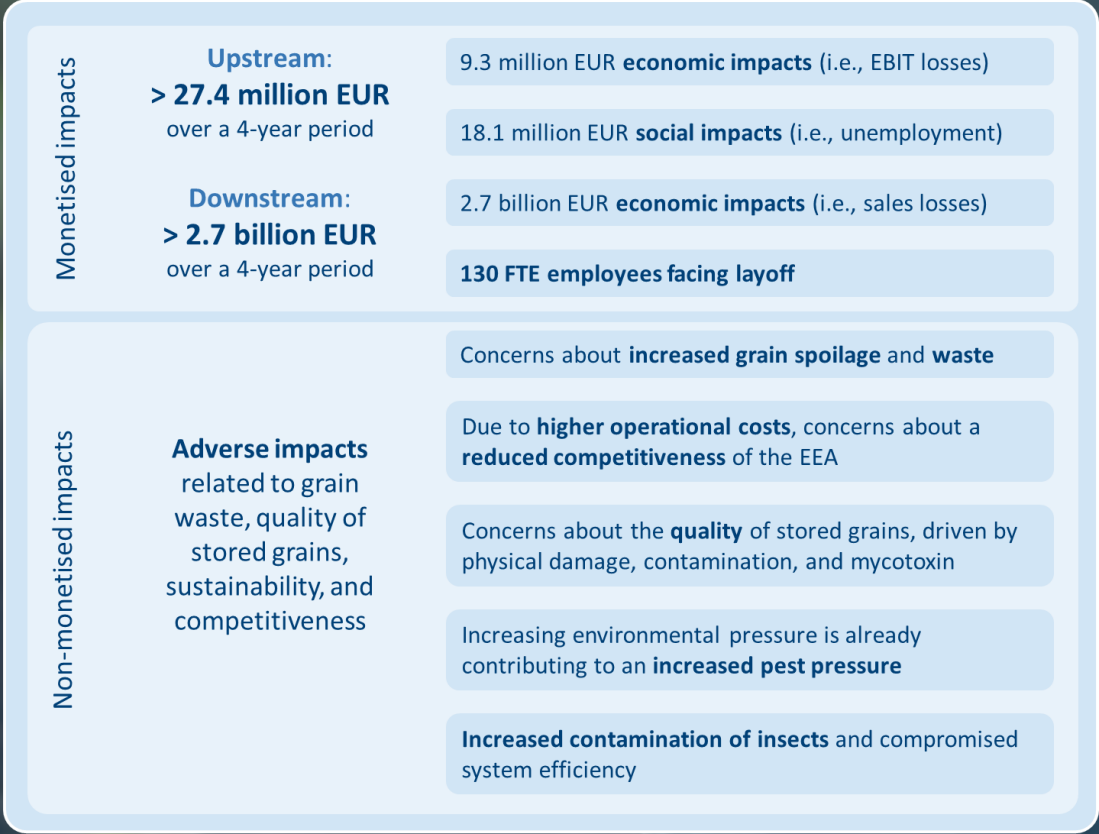 Monetised impacts
Upstream:
> 27.4 million EUR
over a 4-year period
9.3 million EUR economic impacts (i.e., EBIT losses)
18.1 million EUR social impacts (i.e., unemployment)
Downstream:
> 2.7 billion EUR
over a 4-year period
2.7 billion EUR economic impacts (i.e., sales losses)
130 FTE employees facing layoff
Non-monetised impacts
Adverse impacts
related to grain
waste, quality of
stored grains,
sustainability, and
competitiveness
Concerns about increased grain spoilage and waste
Due to higher operational costs, concerns about a
reduced competitiveness of the EEA
Concerns about the quality of stored grains, driven by
physical damage, contamination, and mycotoxin
Increasing environmental pressure is already
contributing to an increased pest pressure
Increased contamination of insects and compromised
system efficiency